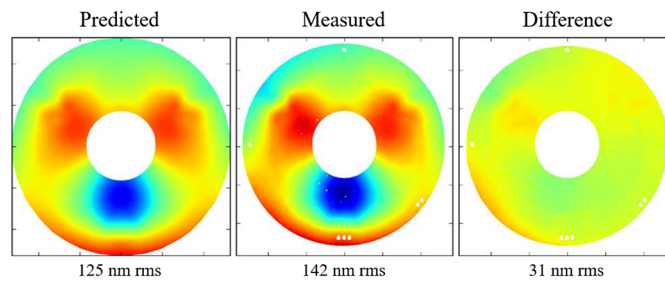 Predicted
Measured
Difference
125 nm rms
142 nm rms
31 nm rms